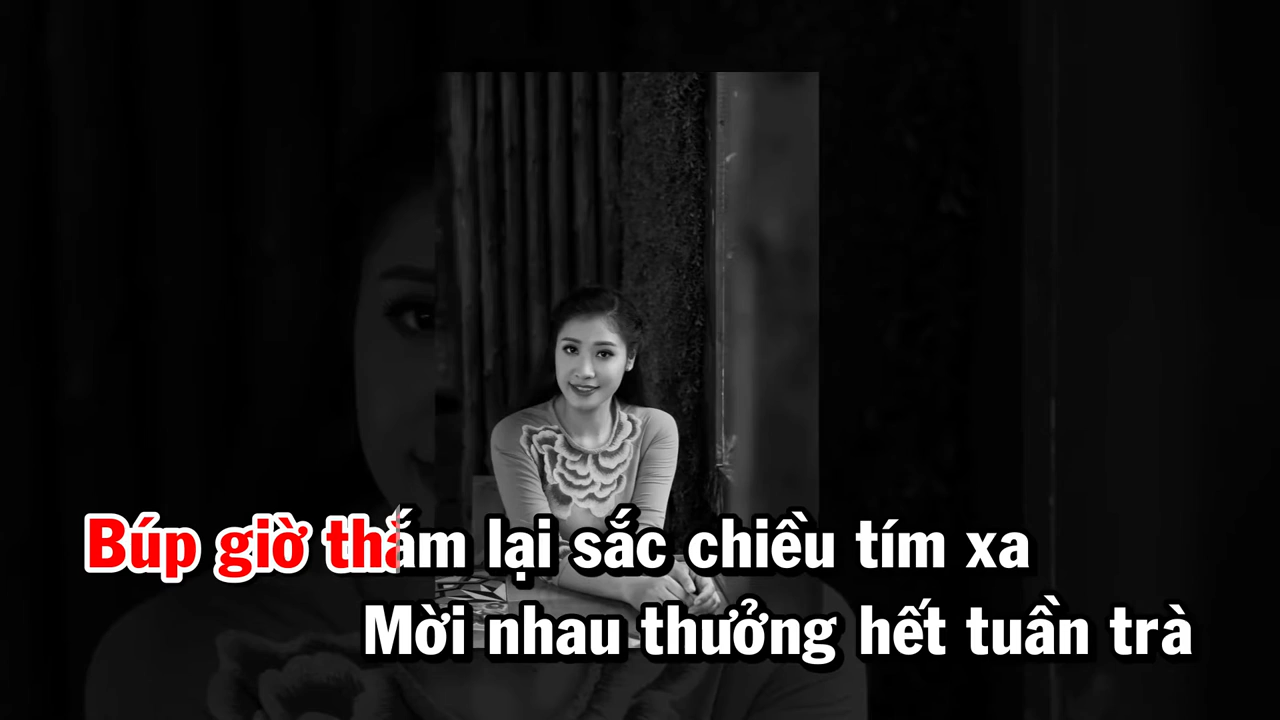 Búp giờ thắm lại sắc chiều tím xa
Mời nhau thưởng hết tuần trà